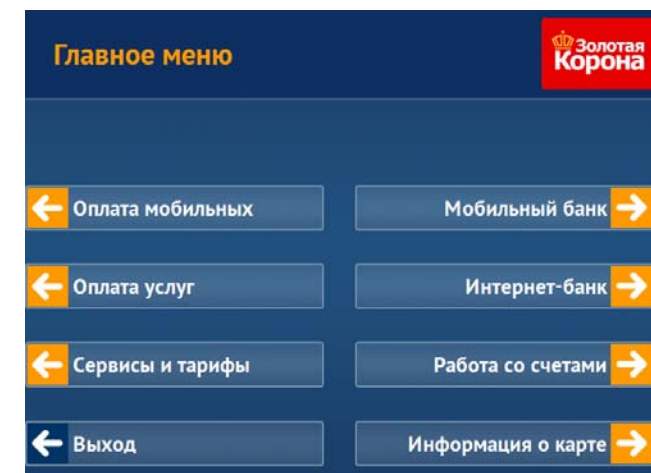 Главное меню
Золотая
Корона
Оплата мобильных
Мобильный банк
Оплата услуг
Интернет-банк
Сервисы и тарифы
Работа со счетами
Выход
Информация о карте